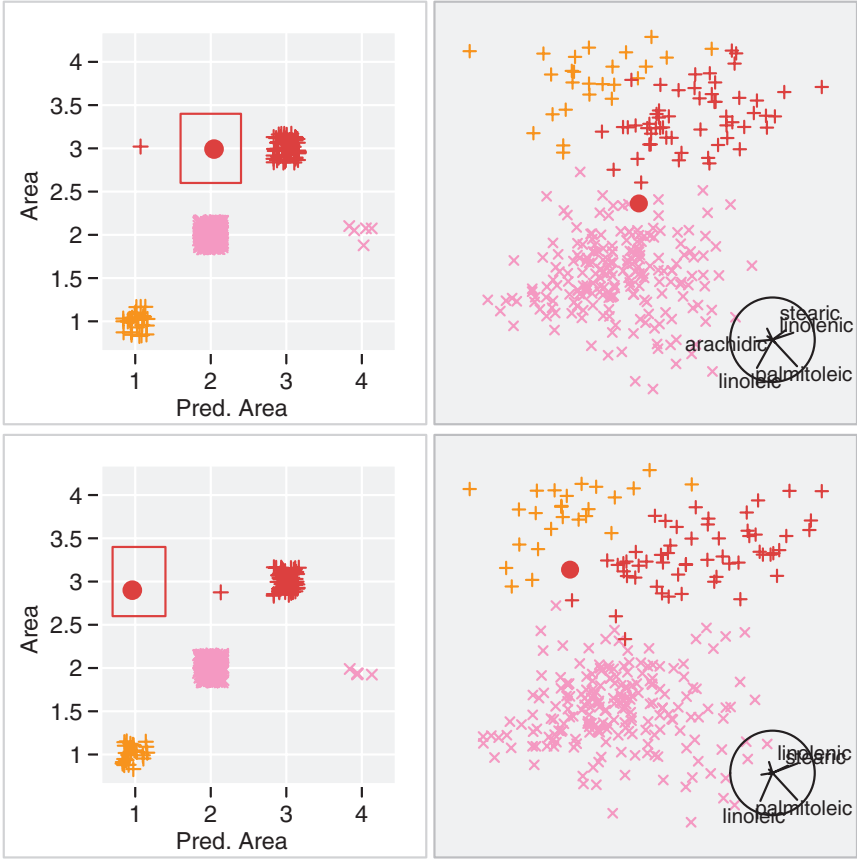 4
3.5
3
2.5
2
1.5
1
Area
1 2 3 4
Pred. Area
stearic
linolenic
arachidic
palmitoleic
linoleic
4
3.5
3
2.5
2
1.5
1
Area
1 2 3 4
Pred. Area
linolenic
stearic
palmitoleic
linoleic